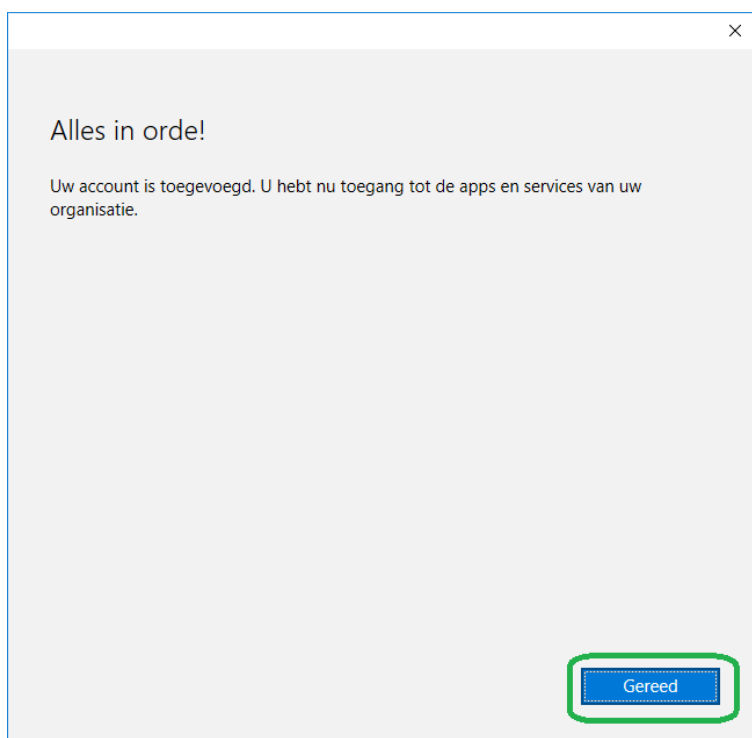 Alles in orde!
Uw account is toegevoegd. U hebt nu toegang tot de apps en services van uw
organisatie.
Gereed